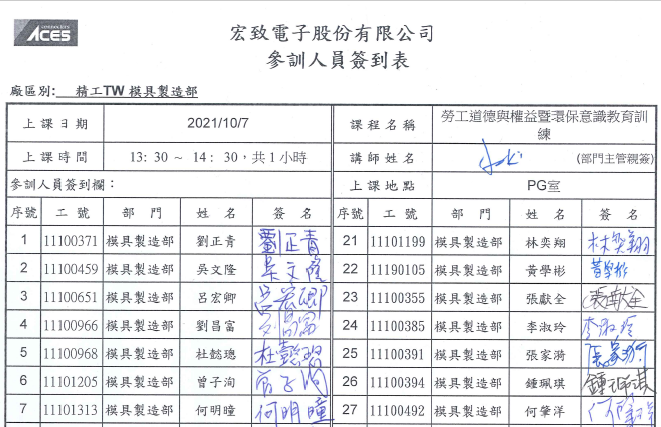 connectors
ACES
宏致電子股份有限公司
參訓人員簽到表
廠區別: 精工TW 模具製造部
上課日期 2021/10/7 課程名稱 勞工道德與權益暨環保意識教育訓練
上課時間 13: 30 ~ 14: 30，共1小時 講師姓名 (部門主管親簽)
參訓人員簽到欄： 上課地點 PG室
序號 工號 部門 姓名 簽名 序號 工號 部門 姓名 簽名
1 11100371 模具製造部 劉正青 劉正青 21 11101199 模具製造部 林奕翔 林奕翔
2 11100459 模具製造部 吳文隆 吳文隆 22 11190105 模具製造部 黃學彬 黃學彬
3 11100651 模具製造部 呂宏卿 呂宏卿 23 11100355 模具製造部 張獻全 張獻全
4 11100966 模具製造部 劉昌富 24 11100385 模具製造部 李淑玲 李淑玲
5 11100968 模具製造部 杜懿璁 杜懿璁 25 11100391 模具製造部 張家漪
6 11101205 模具製造部 曾子洵 曾子洵 26 11100394 模具製造部 鍾珮琪 鍾珮琪
7 11101313 模具製造部 何明瞳 何明瞳 27 11100492 模具製造部 何肇洋